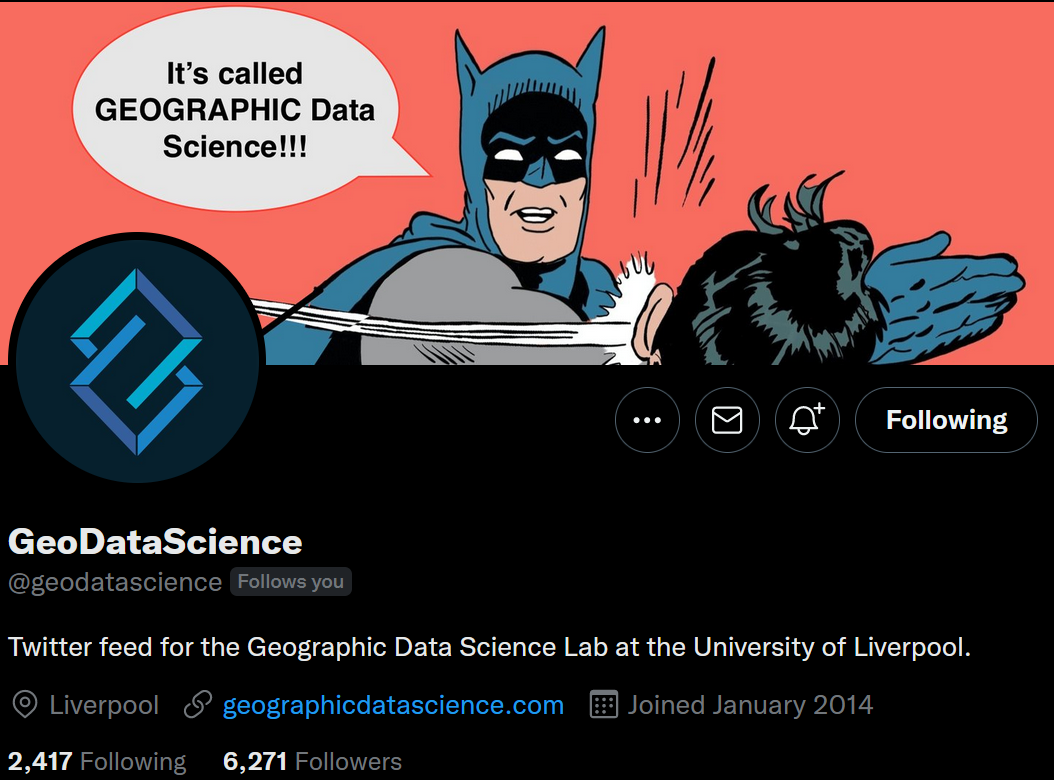 It’s called
GEOGRAPHIC Data
Science!!!
Following
GeoDataScience
@geodatascience Follows you
Twitter feed for the Geographic Data Science Lab at the University of Liverpool.
Liverpool geographicdatascience.com Joined January 2014
2,417 Following 6,271 Followers